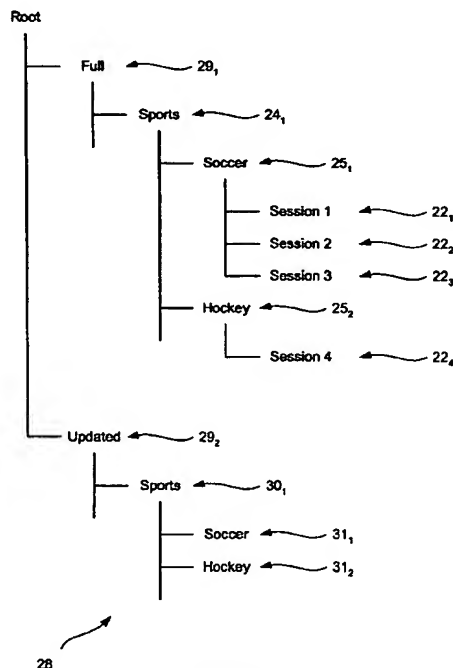 Root
Full 29₁
Sports 24₁
Soccer 25₁
Session 1 22₁
Session 2 22₂
Session 3 22₃
Hockey 25₂
Session 4 22₄
Updated 29₂
Sports 30₁
Soccer 31₁
Hockey 31₂
28